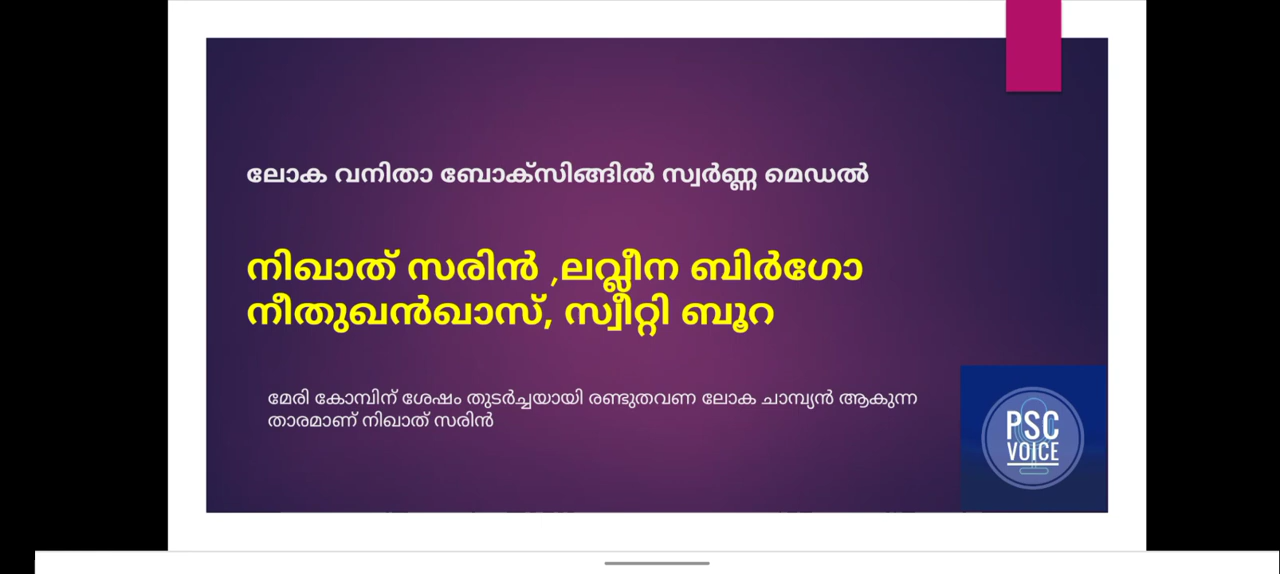 ലോക വനിതാ ബോക്സിങ്ങിൽ സ്വർണ്ണ മെഡൽ
നിഖാത് സരിൻ ,ലവ്ലീന ബിർഗോ
നീതുഖൻഖാസ്, സ്വീറ്റി ബൂറ
മേരി കോമ്പിന് ശേഷം തുടർച്ചയായി രണ്ടുതവണ ലോക ചാമ്പ്യൻ ആകുന്ന
താരമാണ് നിഖാത് സരിൻ
PSC
VOICE